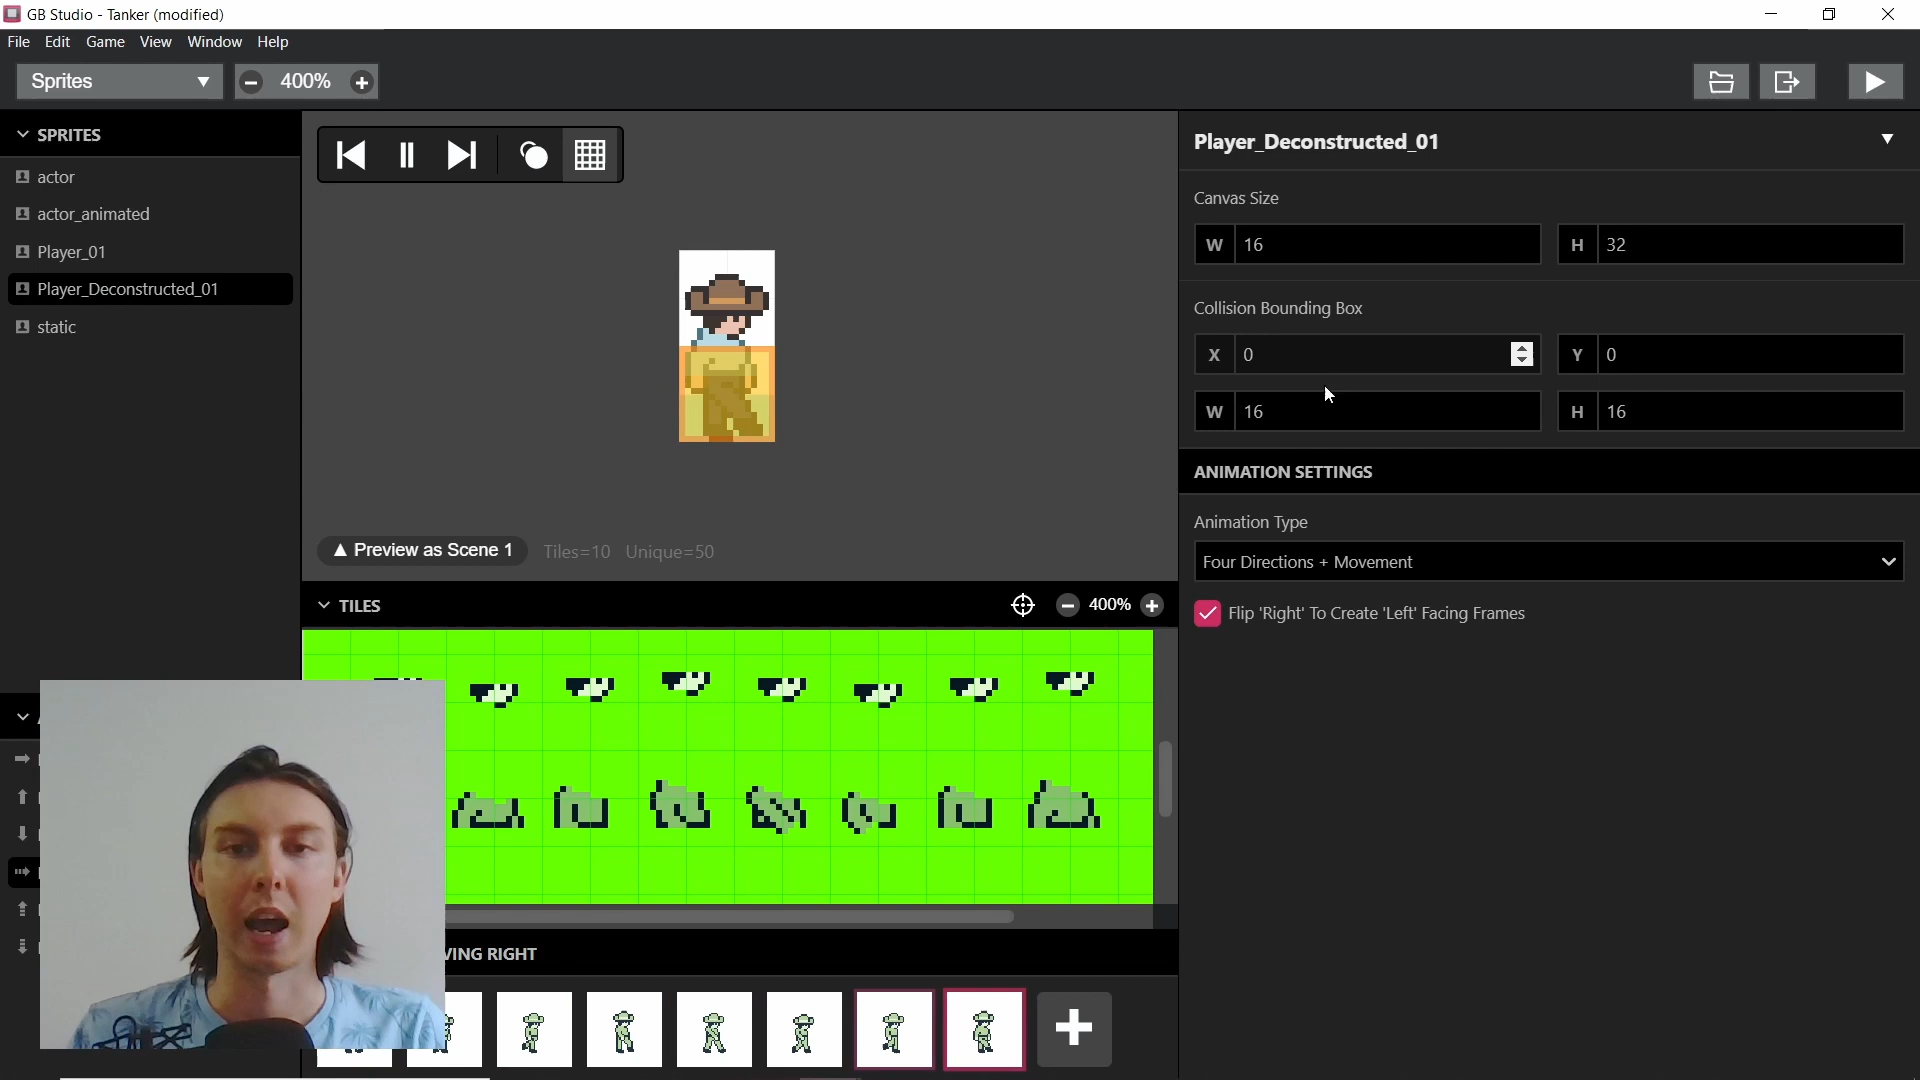 GB Studio - Tanker (modified)
File Edit Game View Window Help
Sprites 400%
SPRITES
actor
actor_animated
Player_01
Player_Deconstructed_01
static
Preview as Scene 1 Tiles=10 Unique=50
TILES 400%
VING RIGHT
Player_Deconstructed_01
Canvas Size
W 16 H 32
Collision Bounding Box
X 0 Y 0
W 16 H 16
ANIMATION SETTINGS
Animation Type
Four Directions + Movement
Flip 'Right' To Create 'Left' Facing Frames